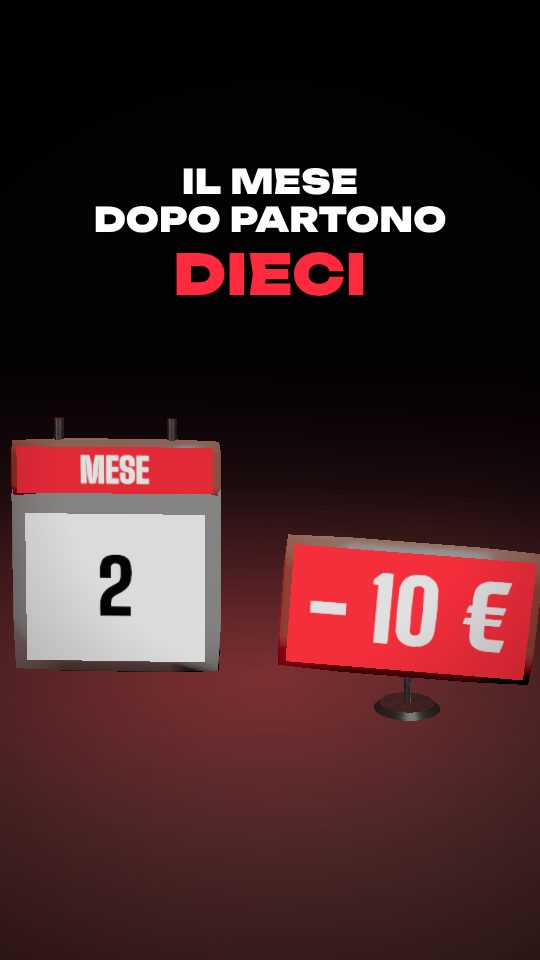 IL MESE
DOPO PARTONO
DIECI
MESE
2
– 10 €